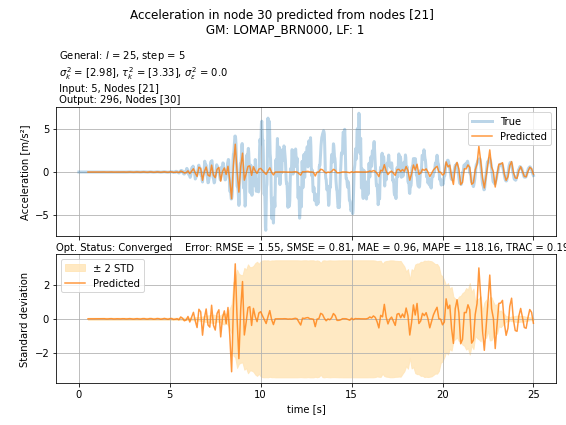 Acceleration in node 30 predicted from nodes [21]
GM: LOMAP_BRN000, LF: 1
General: l = 25, step = 5
σ_k^2 = [2.98], τ_k^2 = [3.33], σ_ε^2 = 0.0
Input: 5, Nodes [21]
Output: 296, Nodes [30]
Acceleration [m/s²]
5
0
−5
True
Predicted
Opt. Status: Converged Error: RMSE = 1.55, SMSE = 0.81, MAE = 0.96, MAPE = 118.16, TRAC = 0.19
Standard deviation
2
0
−2
± 2 STD
Predicted
0 5 10 15 20 25
time [s]